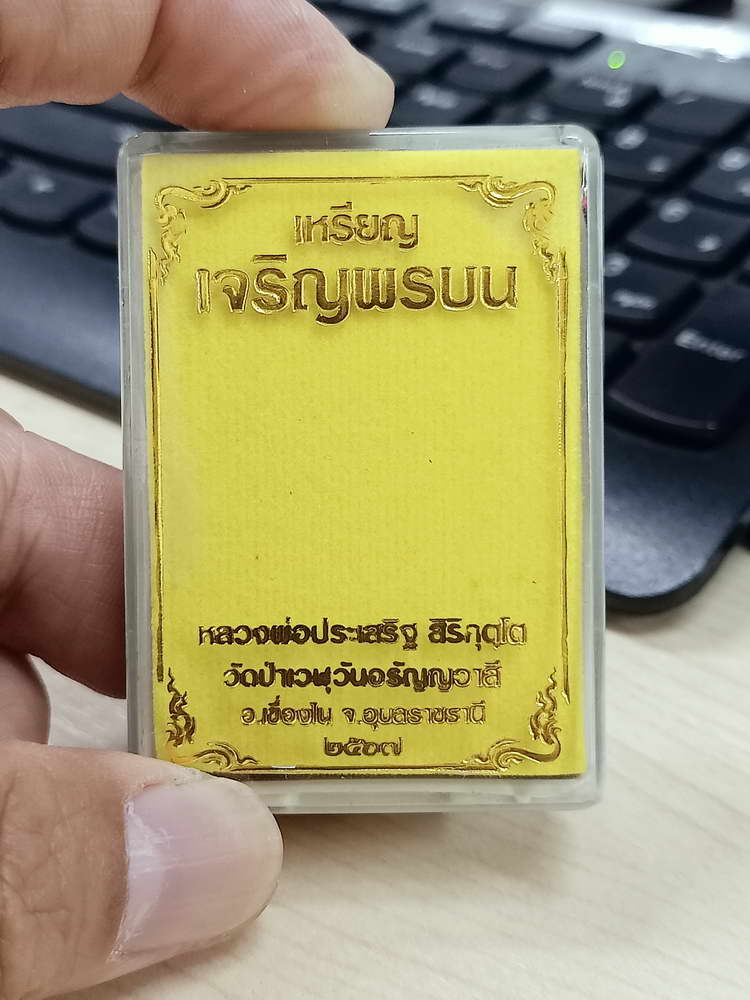 เหรียญ
เจริญพรบน
หลวงพ่อประเสริฐ สิริคุตฺโต
วัดป่าเวฬุวันอรัญญวาสี
อ.เขื่องใน จ.อุบลราชธานี
๒๕๖๗
Enter